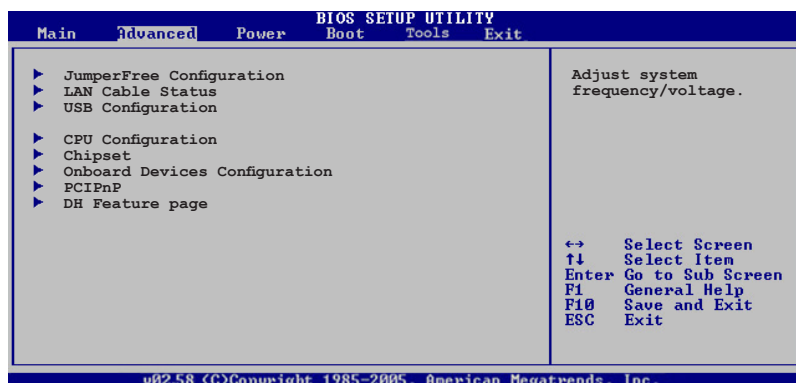 BIOS SETUP UTILITY
Main Advanced Power Boot Tools Exit
JumperFree Configuration
LAN Cable Status
USB Configuration
CPU Configuration
Chipset
Onboard Devices Configuration
PCIPnP
DH Feature page
Adjust system
frequency/voltage.
←→ Select Screen
↑↓ Select Item
Enter Go to Sub Screen
F1 General Help
F10 Save and Exit
ESC Exit
v02.58 (C)Copyright 1985-2005, American Megatrends, Inc.